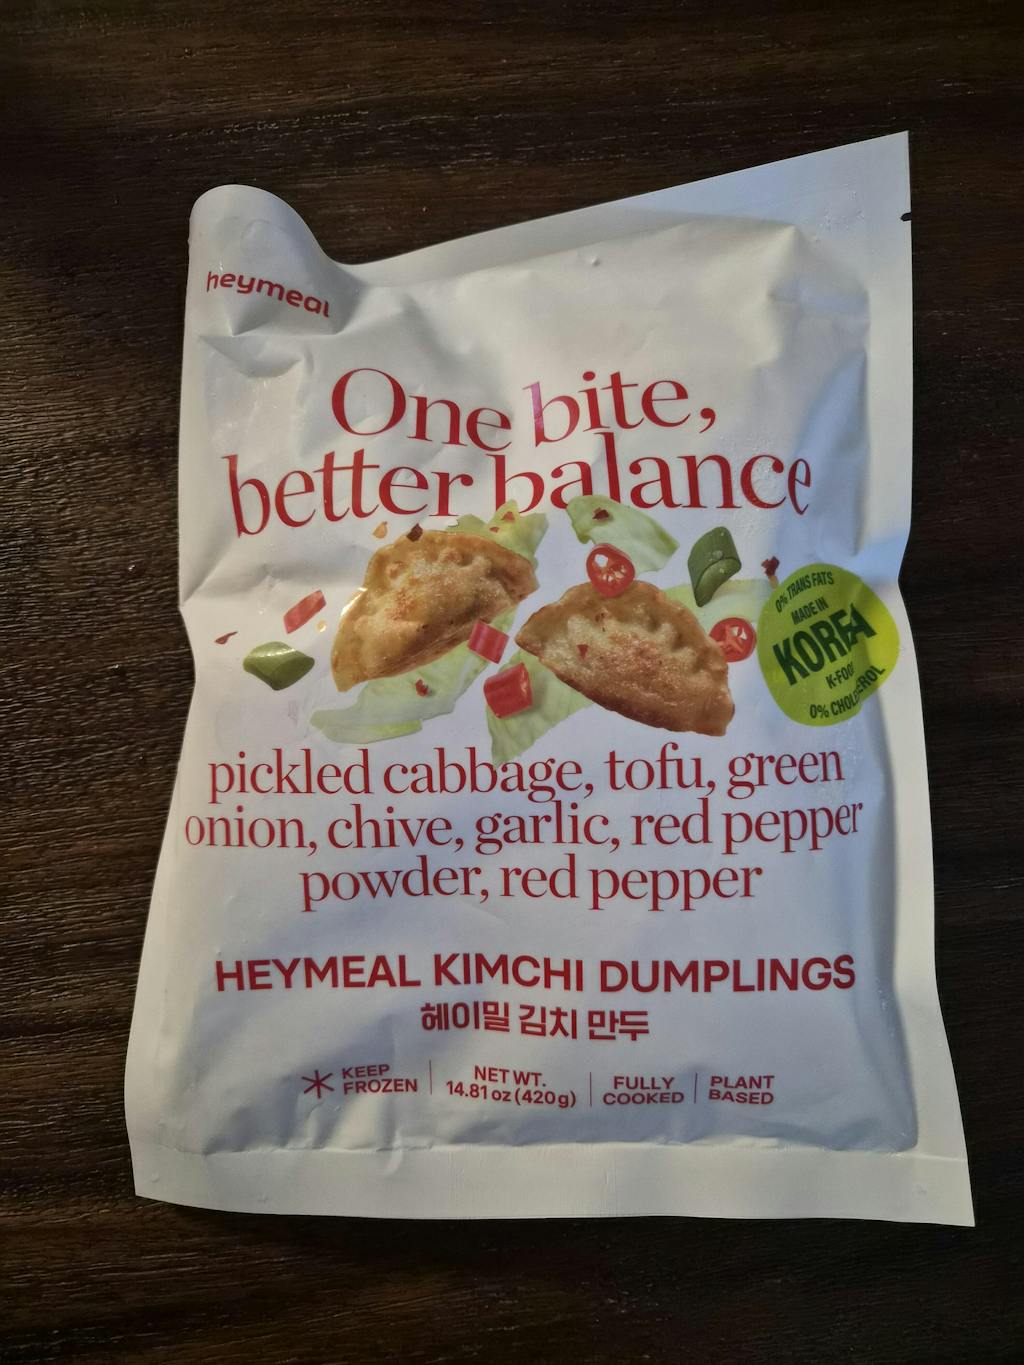 heymeal
One bite,
better balance
0% TRANS FATS
MADE IN
KOREA
K-FOOD
0% CHOLESTEROL
pickled cabbage, tofu, green
onion, chive, garlic, red pepper
powder, red pepper
HEYMEAL KIMCHI DUMPLINGS
헤이밀 김치 만두
KEEP
FROZEN
NET WT.
14.81 oz (420g)
FULLY
COOKED
PLANT
BASED